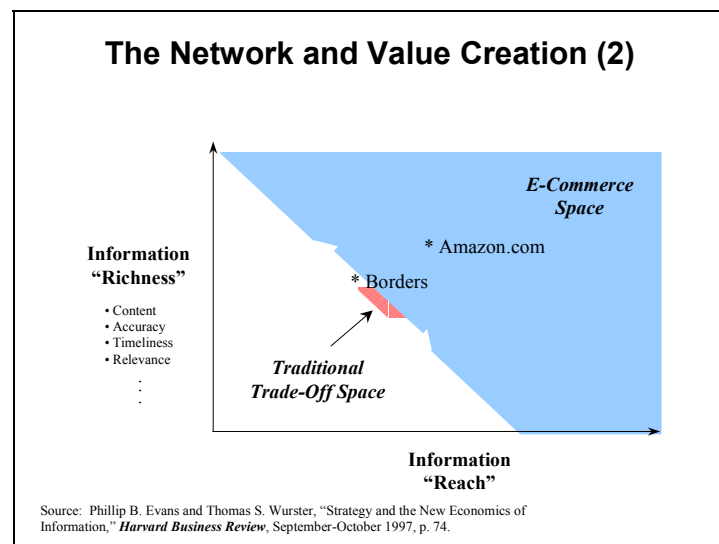 The Network and Value Creation (2)
E-Commerce
Space
* Amazon.com
Information
“Richness”
* Borders
• Content
• Accuracy
• Timeliness
• Relevance
.
.
.
Traditional
Trade-Off Space
Information
“Reach”
Source:  Phillip B. Evans and Thomas S. Wurster, “Strategy and the New Economics of
Information,” Harvard Business Review, September-October 1997, p. 74.